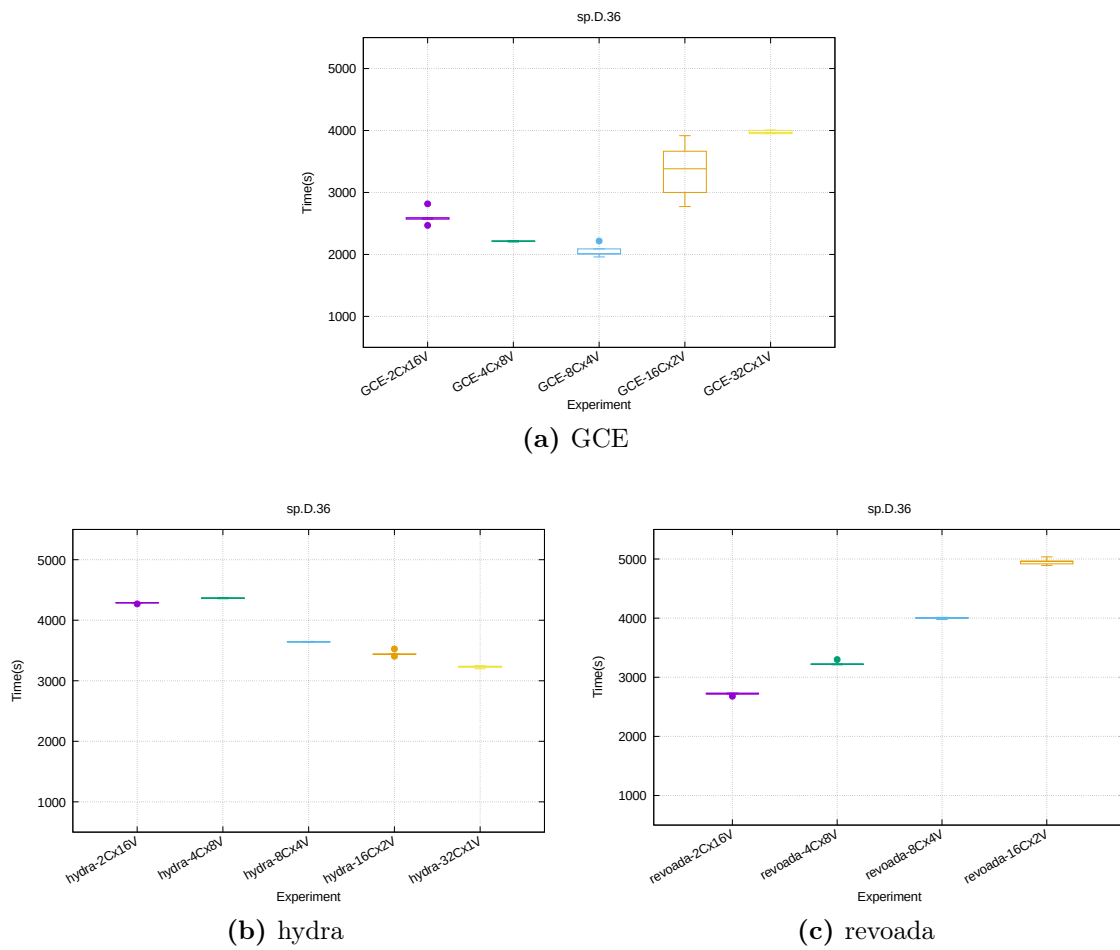 sp.D.36
5000
4000
3000
2000
1000
Time(s)
GCE-2Cx16V
GCE-4Cx8V
GCE-8Cx4V
GCE-16Cx2V
GCE-32Cx1V
Experiment
(a) GCE
sp.D.36
5000
4000
3000
2000
1000
Time(s)
hydra-2Cx16V
hydra-4Cx8V
hydra-8Cx4V
hydra-16Cx2V
hydra-32Cx1V
Experiment
(b) hydra
sp.D.36
5000
4000
3000
2000
1000
Time(s)
revoada-2Cx16V
revoada-4Cx8V
revoada-8Cx4V
revoada-16Cx2V
Experiment
(c) revoada